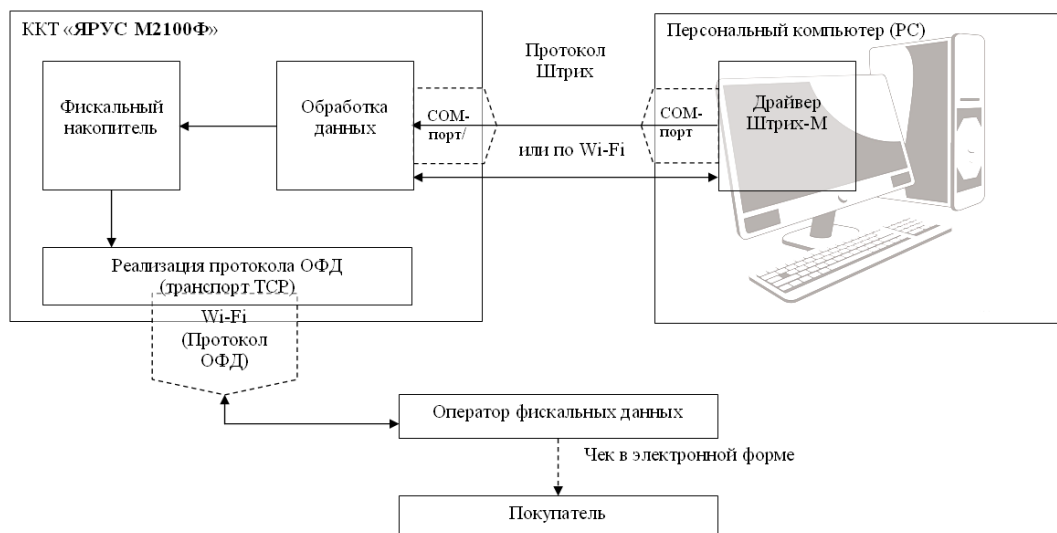 ККТ «ЯРУС М2100Ф»
Фискальный
накопитель
Обработка
данных
COM-
порт/
Протокол
Штрих
или по Wi-Fi
Персональный компьютер (PC)
COM-
порт
Драйвер
Штрих-М
Реализация протокола ОФД
(транспорт TCP)
Wi-Fi
(Протокол
ОФД)
Оператор фискальных данных
Чек в электронной форме
Покупатель